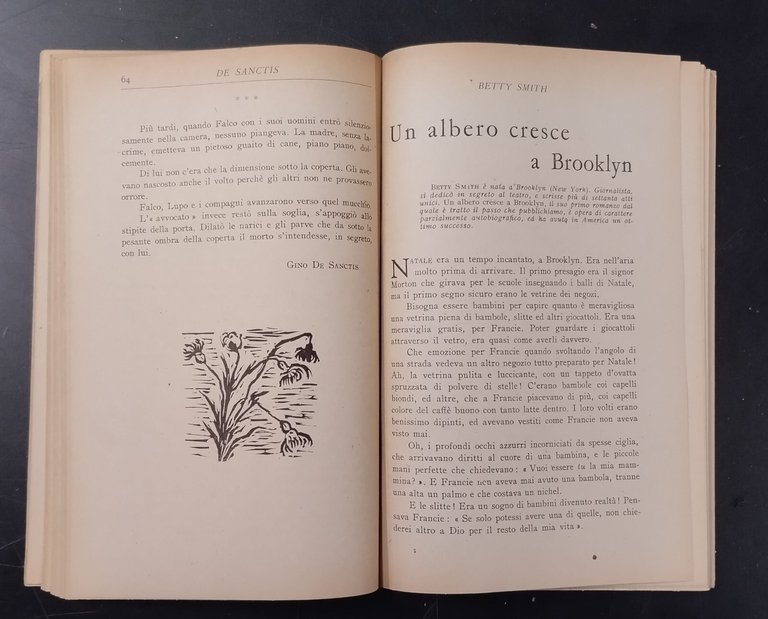 64
DE SANCTIS
* * *
Più tardi, quando Falco con i suoi uomini entrò silenzio-
samente nella camera, nessuno piangeva. La madre, senza la-
crime, emetteva un pietoso guaito di cane, piano piano, dol-
cemente.
Di lui non c'era che la dimensione sotto la coperta. Gli ave-
vano nascosto anche il volto perchè gli altri non ne provassero
orrore.
Falco, Lupo e i compagni avanzarono verso quel mucchio.
L'« avvocato » invece restò sulla soglia, s'appoggiò allo
stipite della porta. Dilatò le narici e gli parve che da sotto la
pesante ombra della coperta il morto s'intendesse, in segreto,
con lui.
GINO DE SANCTIS
BETTY SMITH
Un albero cresce
a Brooklyn
BETTY SMITH è nata a Brooklyn (New York). Giornalista,
si dedicò in segreto al teatro, e scrisse più di settanta atti
unici. Un albero cresce a Brooklyn, il suo primo romanzo dal
quale è tratto il passo che pubblichiamo, è opera di carattere
parzialmente autobiografico, ed ha avuto in America un ot-
timo successo.
NATALE era un tempo incantato, a Brooklyn. Era nell'aria
molto prima di arrivare. Il primo presagio era il signor
Morton che girava per le scuole insegnando i balli di Natale,
ma il primo segno sicuro erano le vetrine dei negozi.
Bisogna essere bambini per capire quanto è meravigliosa
una vetrina piena di bambole, slitte ed altri giocattoli. Era una
meraviglia gratis, per Francie. Poter guardare i giocattoli
attraverso il vetro, era quasi come averli davvero.
Che emozione per Francie quando svoltando l'angolo di
una strada vedeva un altro negozio tutto preparato per Natale!
Ah, la vetrina pulita e luccicante, con un tappeto d'ovatta
spruzzata di polvere di stelle! C'erano bambole coi capelli
biondi, ed altre, che a Francie piacevano di più, coi capelli
colore del caffè buono con tanto latte dentro. I loro volti erano
benissimo dipinti, ed avevano vestiti come Francie non aveva
visto mai.
Oh, i profondi occhi azzurri incorniciati da spesse ciglia,
che arrivavano diritti al cuore di una bambina, e le piccole
mani perfette che chiedevano: « Vuoi essere tu la mia mam-
mina? ». E Francie non aveva mai avuto una bambola, tranne
una alta un palmo e che costava un nichel.
E le slitte! Era un sogno di bambini divenuto realtà! Pen-
sava Francie: « Se solo potessi avere una di quelle, non chie-
derei altro a Dio per il resto della mia vita ».